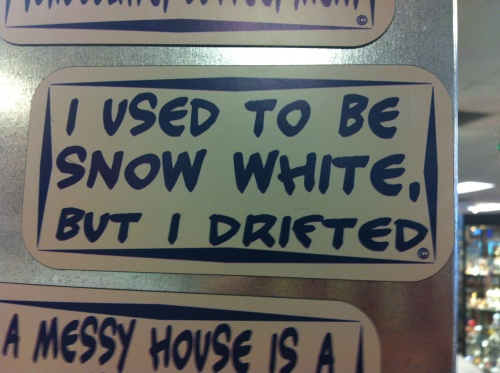 ©
I USED TO BE
SNOW WHITE,
BUT I DRIFTED
©
A MESSY HOUSE IS A